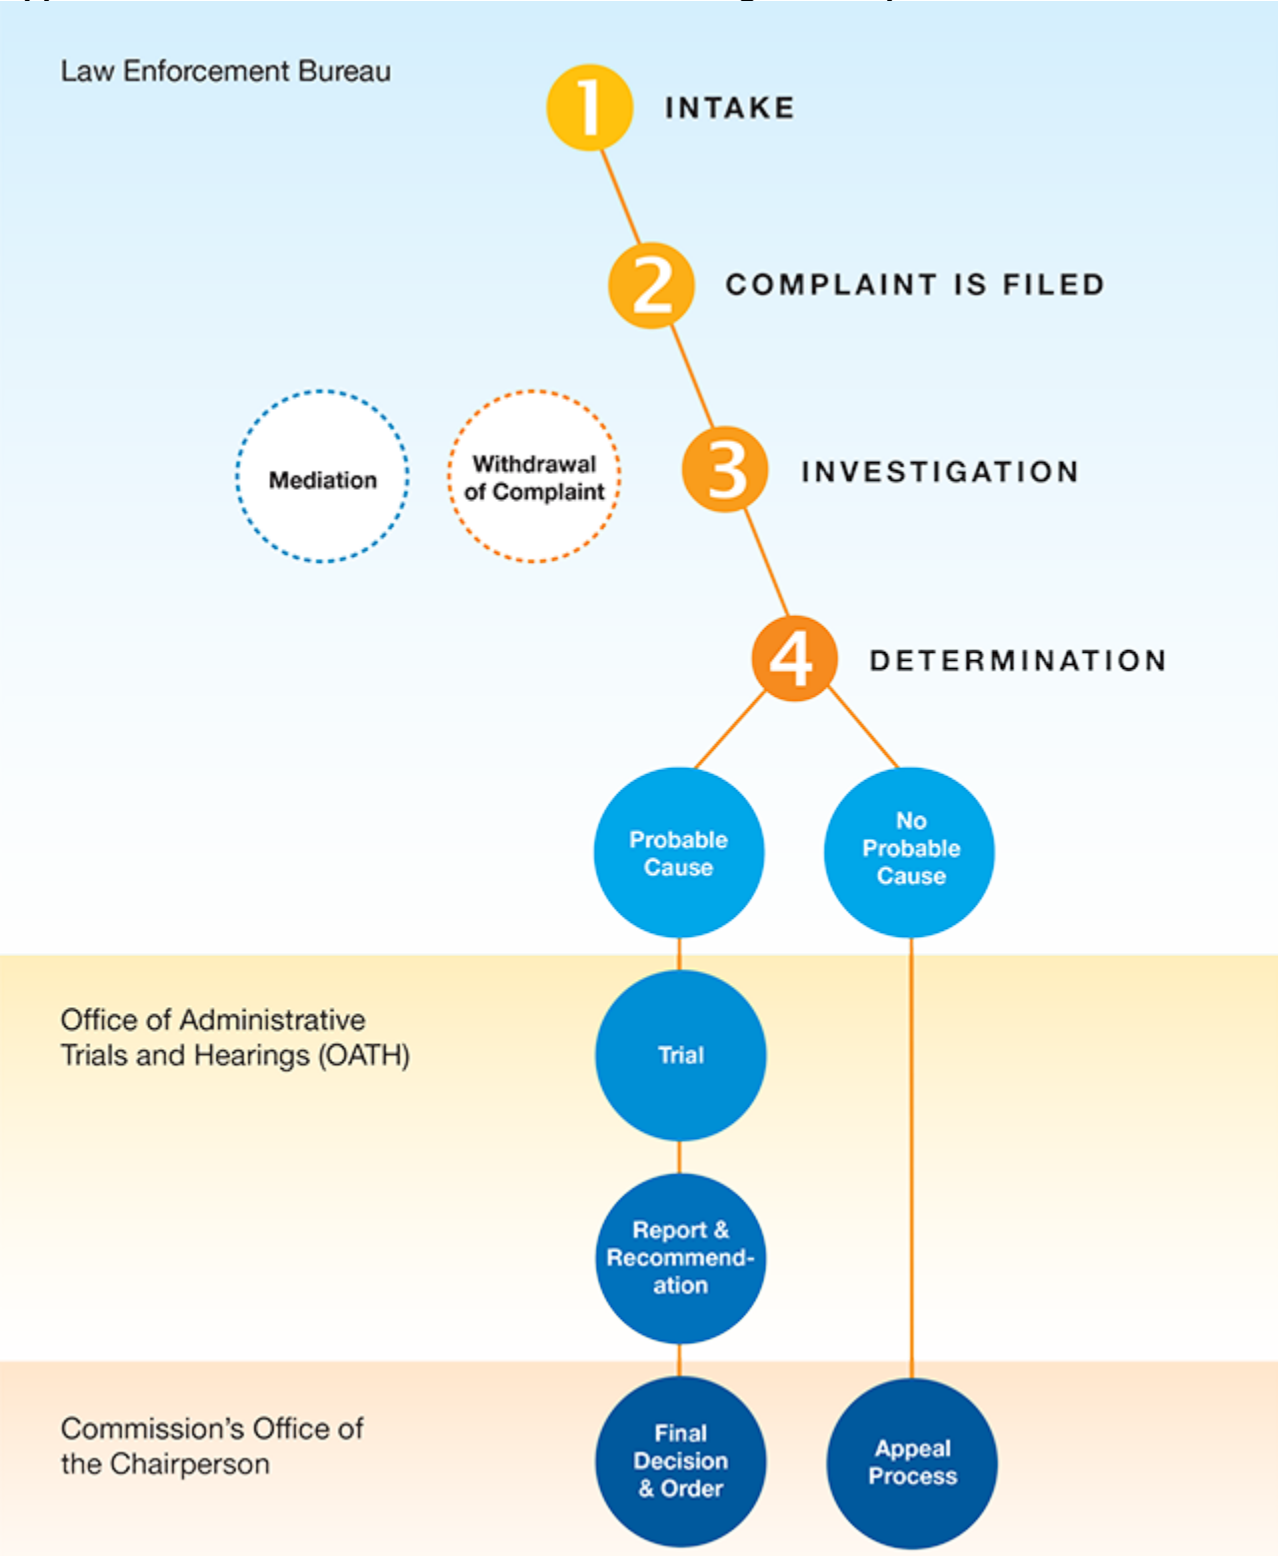 Law Enforcement Bureau
1 INTAKE
2 COMPLAINT IS FILED
Mediation
Withdrawal
of Complaint
3 INVESTIGATION
4 DETERMINATION
Probable
Cause
No
Probable
Cause
Office of Administrative
Trials and Hearings (OATH)
Trial
Report &
Recommend-
ation
Commission’s Office of
the Chairperson
Final
Decision
& Order
Appeal
Process